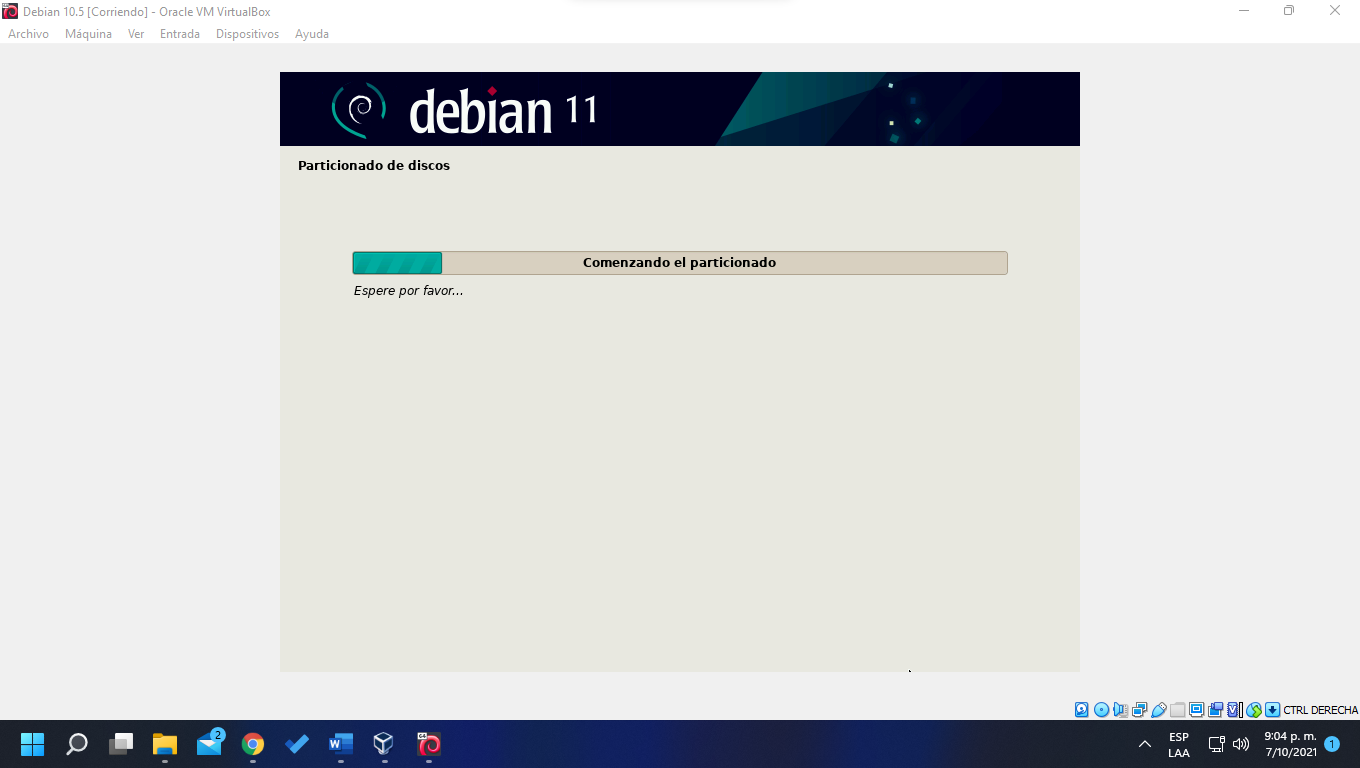 Debian 10.5 [Corriendo] - Oracle VM VirtualBox
Archivo Máquina Ver Entrada Dispositivos Ayuda
debian 11
Particionado de discos
Comenzando el particionado
Espere por favor...
CTRL DERECHA
2
W
64
ESP
LAA
9:04 p. m.
7/10/2021
1